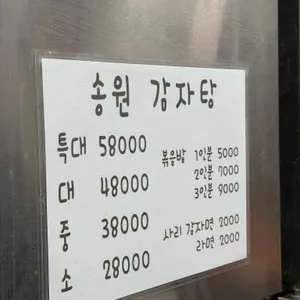 송원 감자탕
특대 58000
대 48000
중 38000
소 28000
볶음밥 1인분 5000
2인분 7000
3인분 9000
사리 감자면 2000
라면 2000